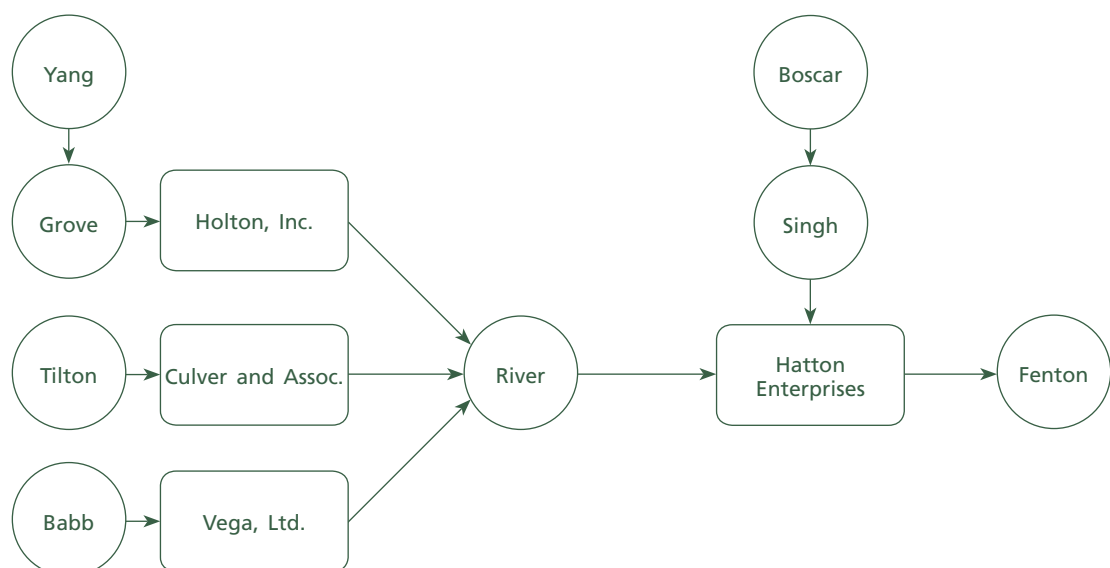 Yang
Boscar
Grove
Holton, Inc.
Singh
Tilton
Culver and Assoc.
River
Hatton
Enterprises
Fenton
Babb
Vega, Ltd.